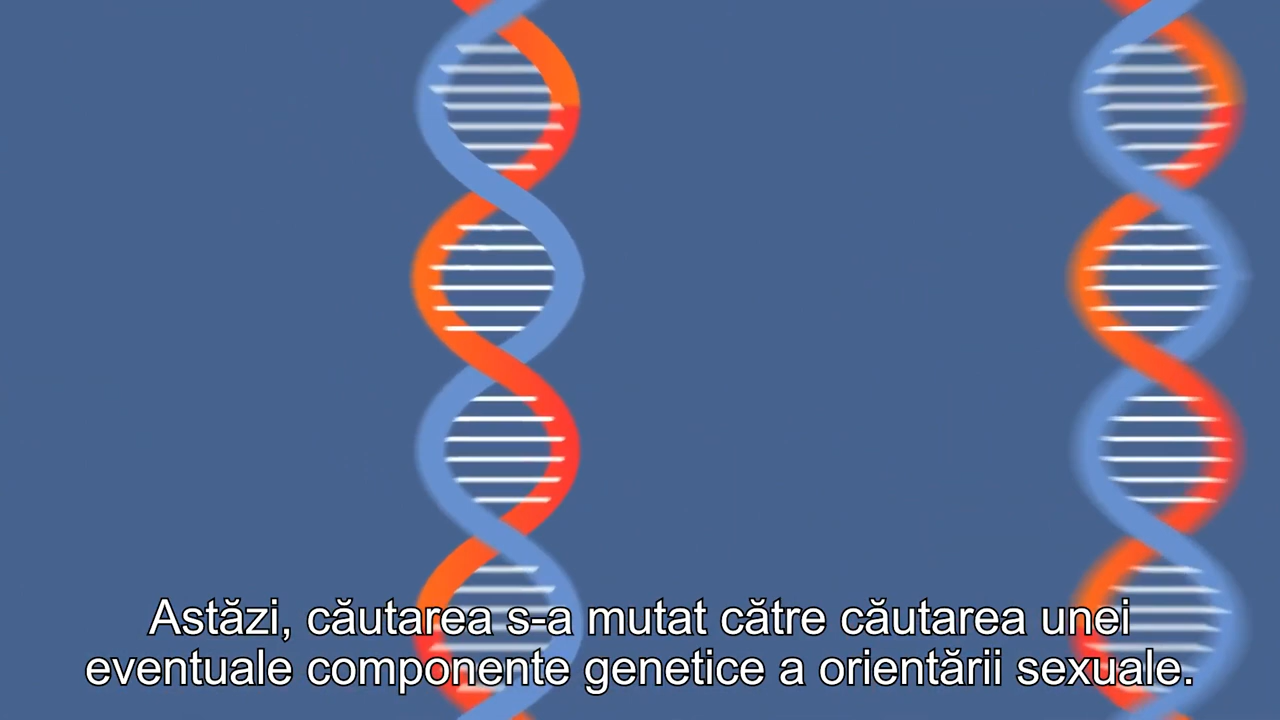 Astăzi, căutarea s-a mutat către căutarea unei
eventuale componente genetice a orientării sexuale.